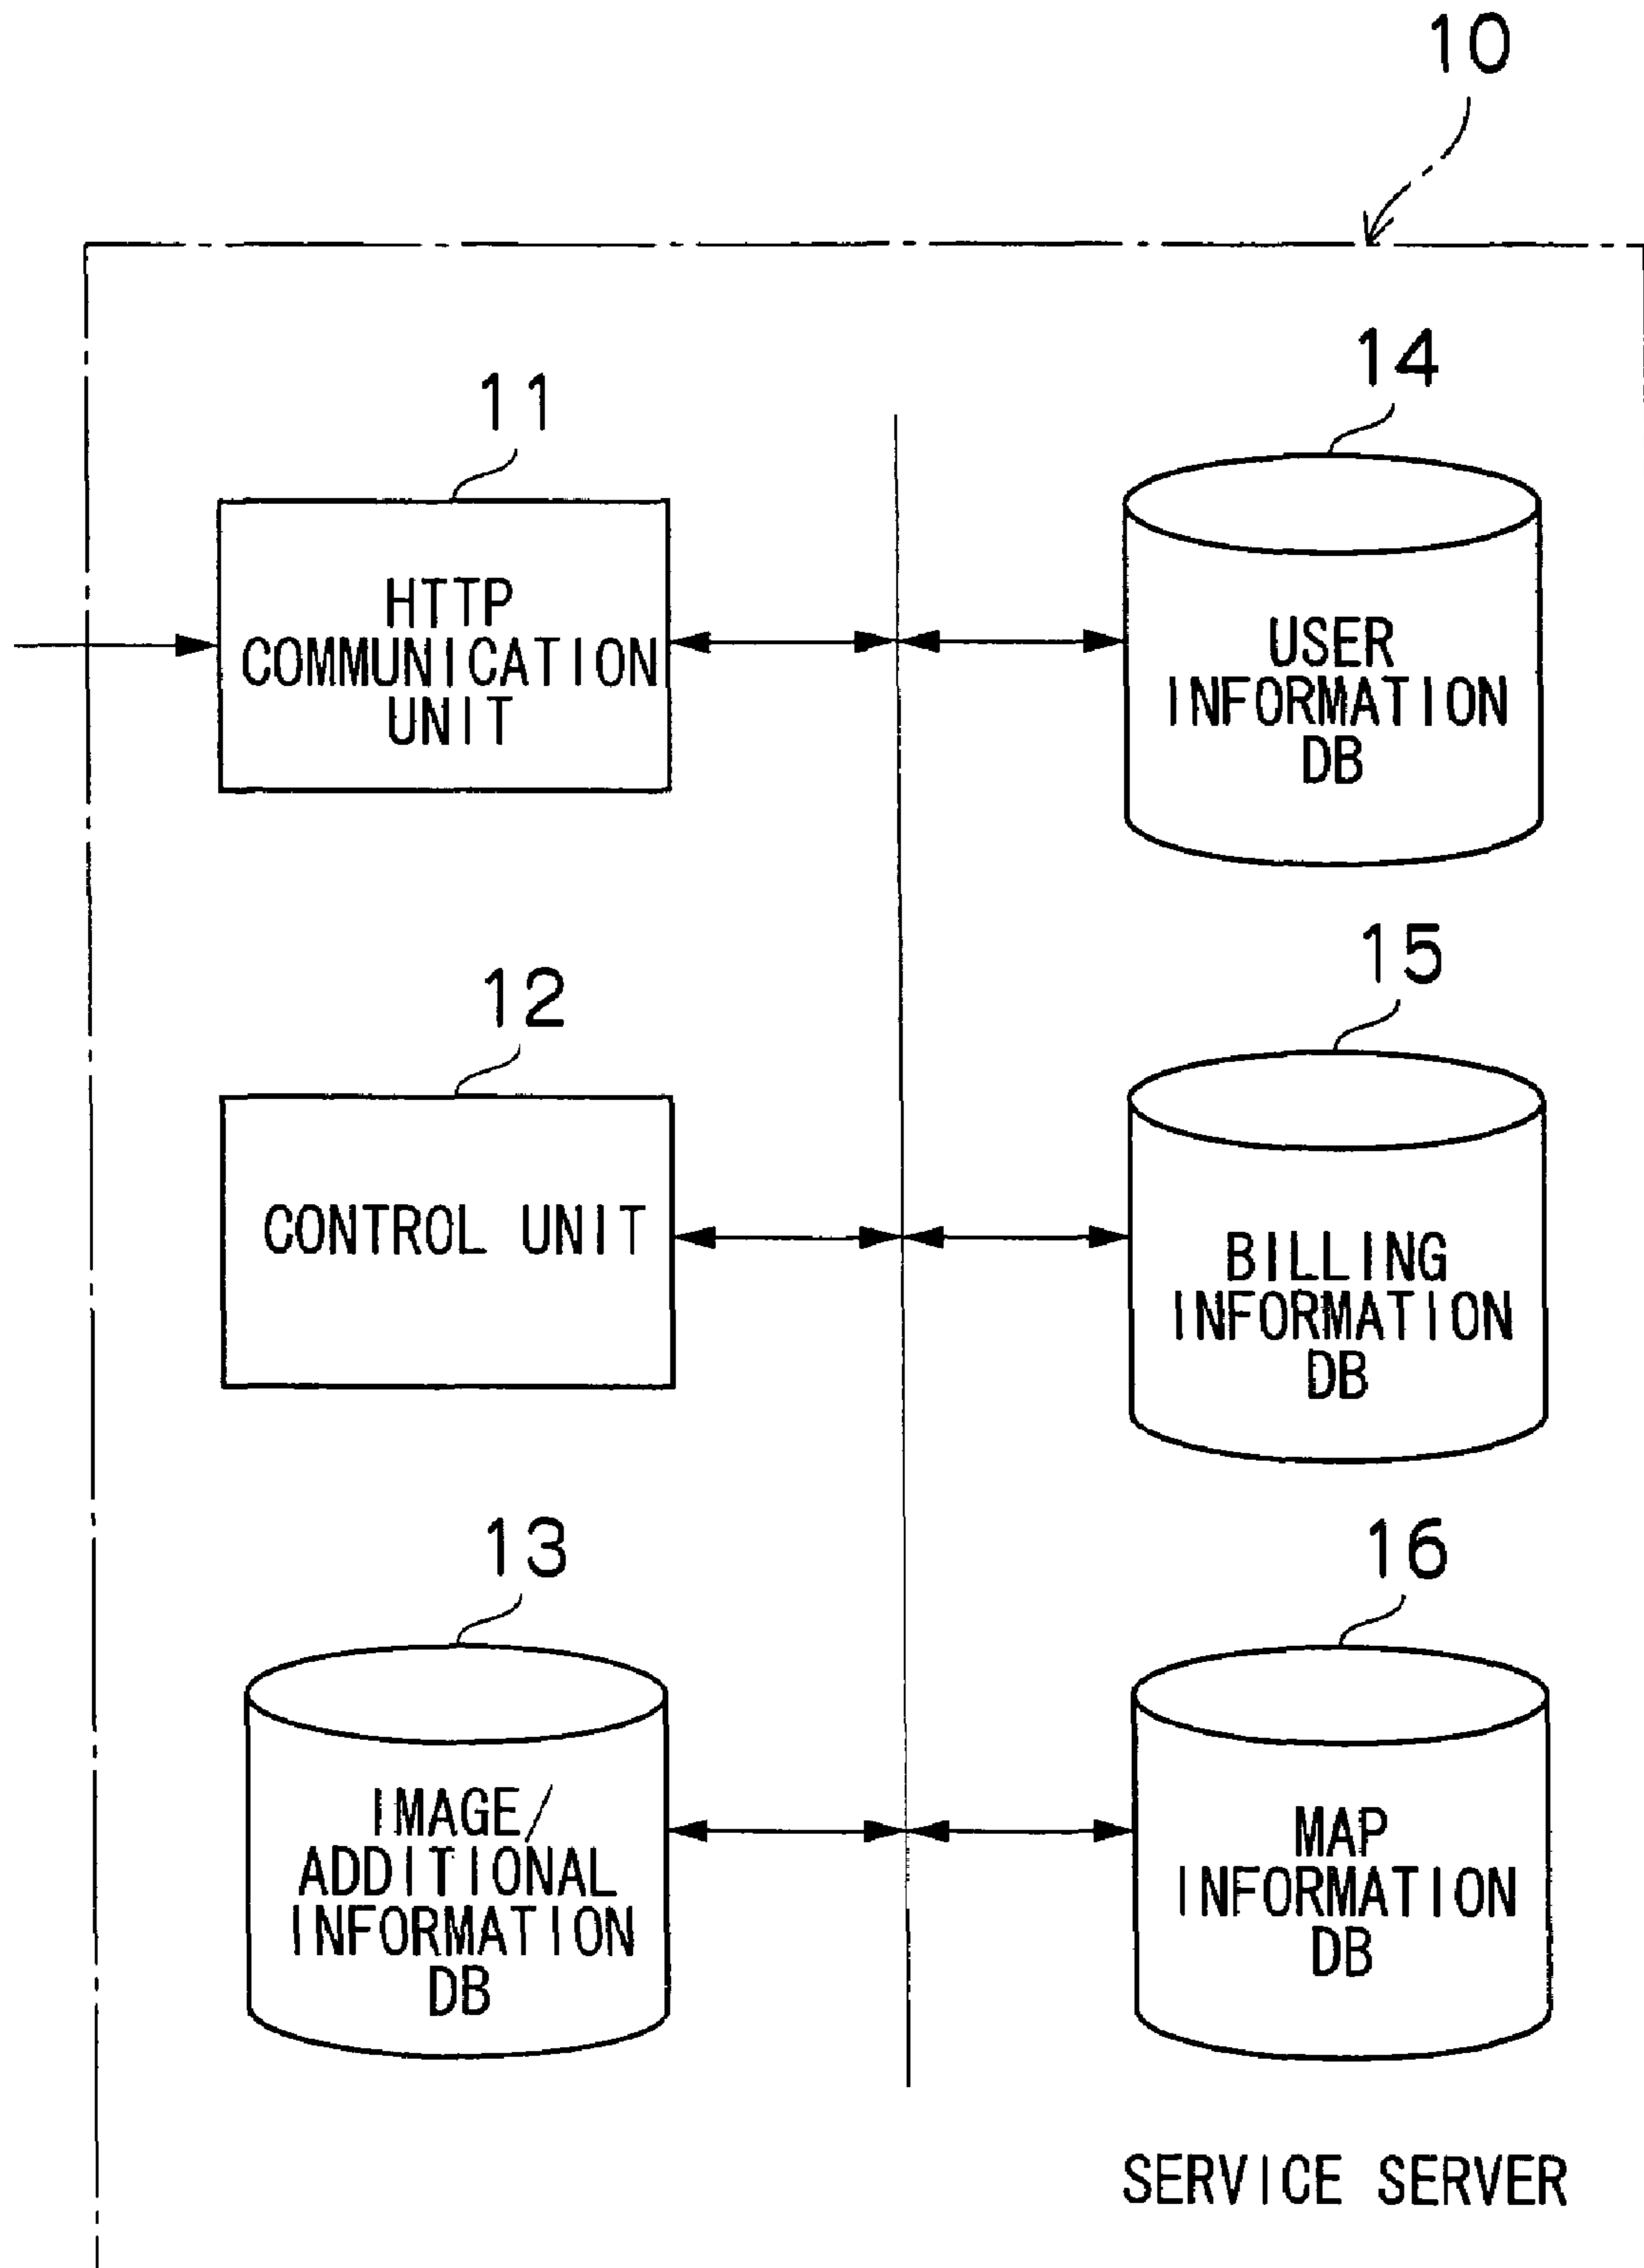 10
11
HTTP
COMMUNICATION
UNIT
14
USER
INFORMATION
DB
12
CONTROL UNIT
15
BILLING
INFORMATION
DB
13
IMAGE/
ADDITIONAL
INFORMATION
DB
16
MAP
INFORMATION
DB
SERVICE SERVER